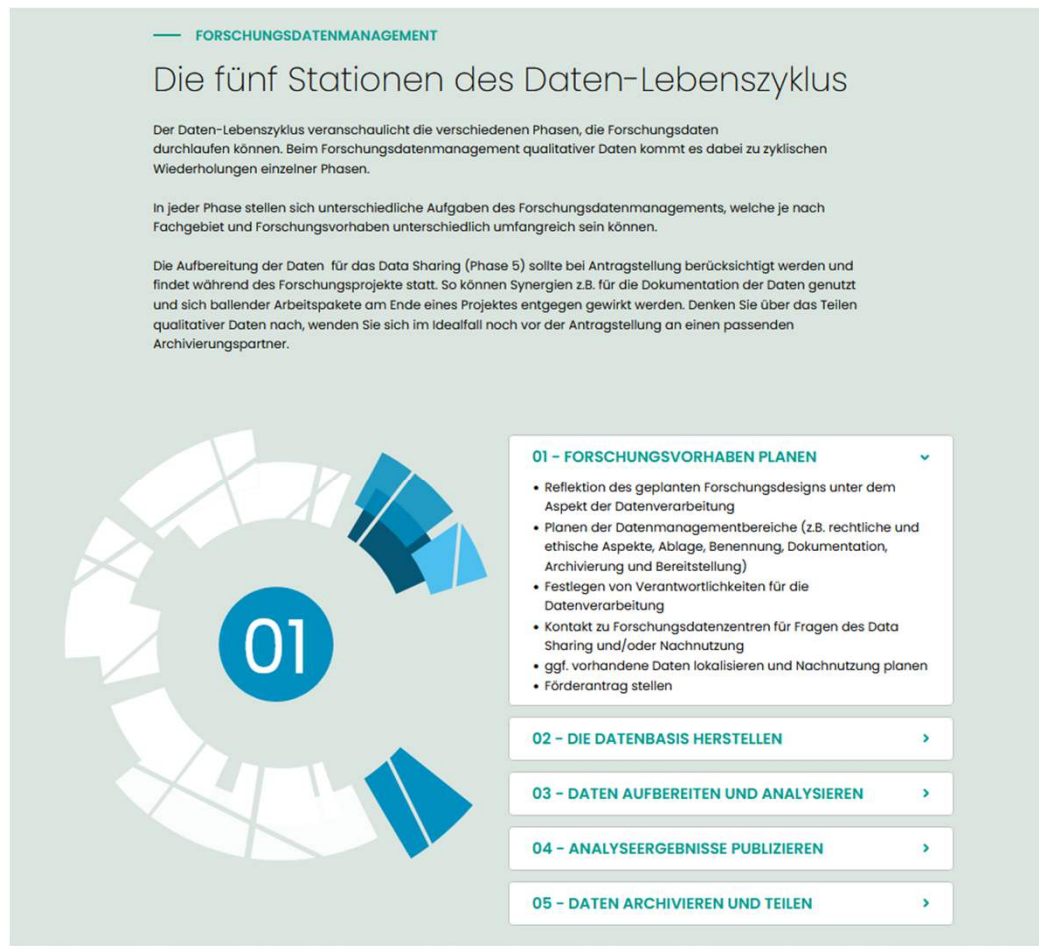 FORSCHUNGSDATENMANAGEMENT
Die fünf Stationen des Daten-Lebenszyklus
Der Daten-Lebenszyklus veranschaulicht die verschiedenen Phasen, die Forschungsdaten
durchlaufen können. Beim Forschungsdatenmanagement qualitativer Daten kommt es dabei zu zyklischen
Wiederholungen einzelner Phasen.
In jeder Phase stellen sich unterschiedliche Aufgaben des Forschungsdatenmanagements, welche je nach
Fachgebiet und Forschungsvorhaben unterschiedlich umfangreich sein können.
Die Aufbereitung der Daten für das Data Sharing (Phase 5) sollte bei Antragstellung berücksichtigt werden und
findet während des Forschungsprojekte statt. So können Synergien z.B. für die Dokumentation der Daten genutzt
und sich ballender Arbeitspakete am Ende eines Projektes entgegen gewirkt werden. Denken Sie über das Teilen
qualitativer Daten nach, wenden Sie sich im Idealfall noch vor der Antragstellung an einen passenden
Archivierungspartner.
01
01 - FORSCHUNGSVORHABEN PLANEN
• Reflektion des geplanten Forschungsdesigns unter dem
Aspekt der Datenverarbeitung
• Planen der Datenmanagementbereiche (z.B. rechtliche und
ethische Aspekte, Ablage, Benennung, Dokumentation,
Archivierung und Bereitstellung)
• Festlegen von Verantwortlichkeiten für die
Datenverarbeitung
• Kontakt zu Forschungsdatenzentren für Fragen des Data
Sharing und/oder Nachnutzung
• ggf. vorhandene Daten lokalisieren und Nachnutzung planen
• Förderantrag stellen
02 - DIE DATENBASIS HERSTELLEN
03 - DATEN AUFBEREITEN UND ANALYSIEREN
04 - ANALYSEERGEBNISSE PUBLIZIEREN
05 - DATEN ARCHIVIEREN UND TEILEN